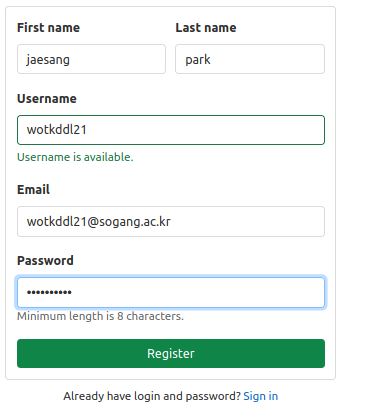 First name Last name
jaesang park
Username
wotkddl21
Username is available.
Email
wotkddl21@sogang.ac.kr
Password
••••••••••
Minimum length is 8 characters.
Register
Already have login and password? Sign in